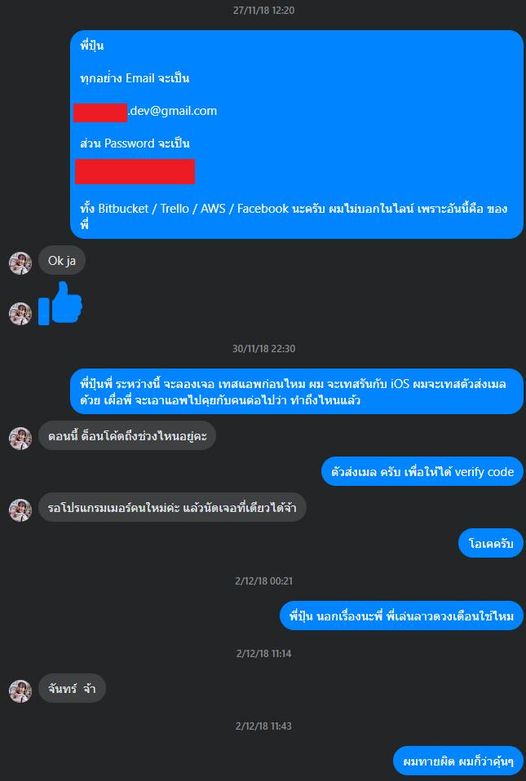 27/11/18 12:20
พี่ปุ้น
ทุกอย่าง Email จะเป็น
.dev@gmail.com
ส่วน Password จะเป็น
ทั้ง Bitbucket / Trello / AWS / Facebook นะครับ ผมไม่บอกในไลน์ เพราะอันนี้คือ ของ
พี่
Ok ja
30/11/18 22:30
พี่ปุ้นพี่ ระหว่างนี้ จะลองเจอ เทสแอพก่อนไหม ผม จะเทสรันกับ iOS ผมจะเทสตัวส่งเมล
ด้วย เผื่อพี่ จะเอาแอพไปคุยกับคนต่อไปว่า ทำถึงไหนแล้ว
ตอนนี้ ต็อนโค้ดถึงช่วงไหนอยู่คะ
ตัวส่งเมล ครับ เพื่อให้ได้ verify code
รอโปรแกรมเมอร์คนใหม่ค่ะ แล้วนัดเจอทีเดียวได้จ้า
โอเคครับ
2/12/18 00:21
พี่ปุ้น นอกเรื่องนะพี่ พี่เล่นลาวดวงเดือนใช่ไหม
2/12/18 11:14
จันทร์ จ้า
2/12/18 11:43
ผมทายผิด ผมก็ว่าคุ้นๆ